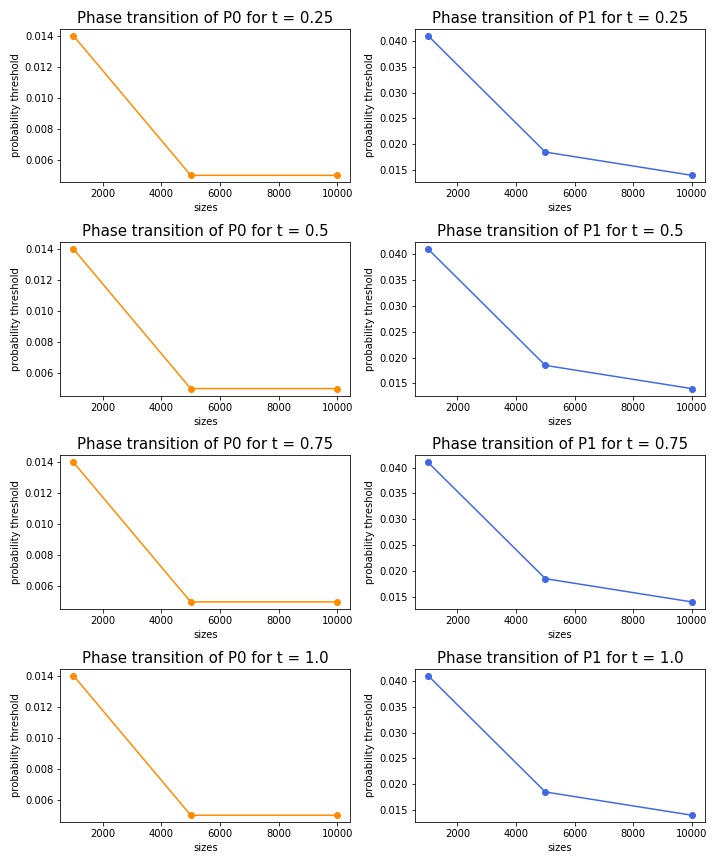 Phase transition of P0 for t = 0.25
probability threshold
0.014
0.012
0.010
0.008
0.006
2000 4000 6000 8000 10000
sizes
Phase transition of P1 for t = 0.25
probability threshold
0.040
0.035
0.030
0.025
0.020
0.015
2000 4000 6000 8000 10000
sizes
Phase transition of P0 for t = 0.5
probability threshold
0.014
0.012
0.010
0.008
0.006
2000 4000 6000 8000 10000
sizes
Phase transition of P1 for t = 0.5
probability threshold
0.040
0.035
0.030
0.025
0.020
0.015
2000 4000 6000 8000 10000
sizes
Phase transition of P0 for t = 0.75
probability threshold
0.014
0.012
0.010
0.008
0.006
2000 4000 6000 8000 10000
sizes
Phase transition of P1 for t = 0.75
probability threshold
0.040
0.035
0.030
0.025
0.020
0.015
2000 4000 6000 8000 10000
sizes
Phase transition of P0 for t = 1.0
probability threshold
0.014
0.012
0.010
0.008
0.006
2000 4000 6000 8000 10000
sizes
Phase transition of P1 for t = 1.0
probability threshold
0.040
0.035
0.030
0.025
0.020
0.015
2000 4000 6000 8000 10000
sizes